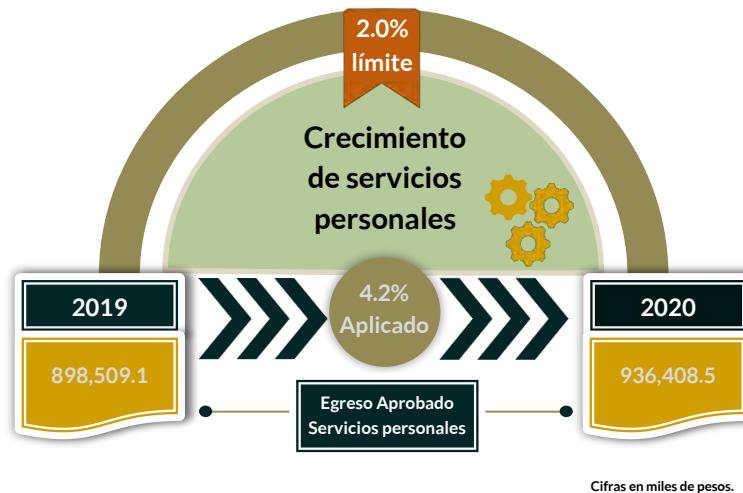 2.0%
límite
Crecimiento
de servicios
personales
2019
4.2%
Aplicado
2020
898,509.1
936,408.5
Egreso Aprobado
Servicios personales
Cifras en miles de pesos.